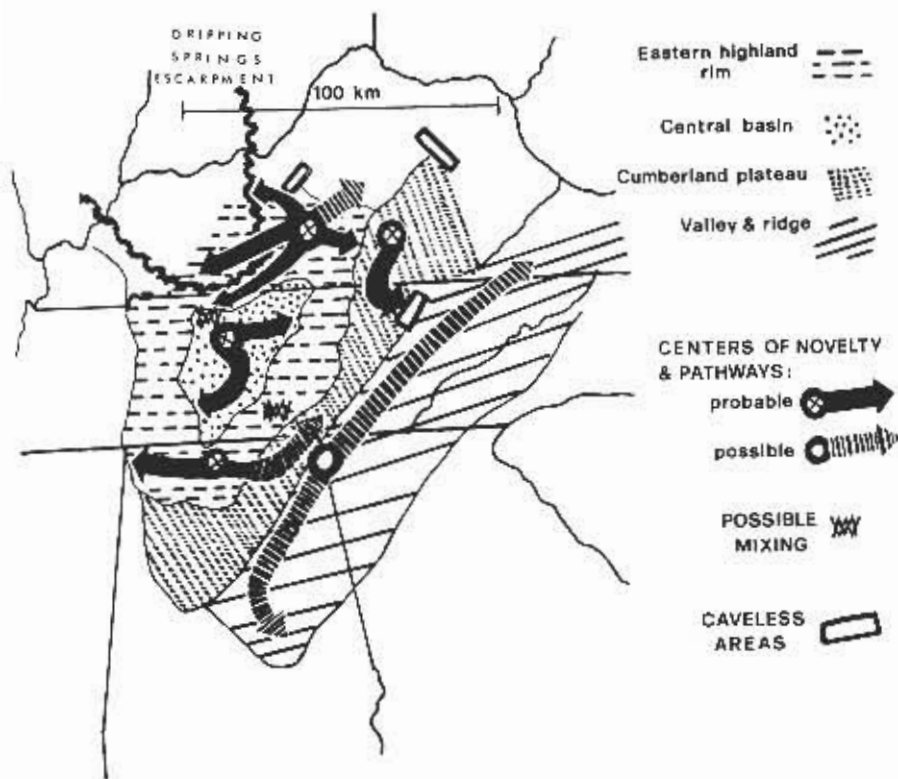 DRIPPING
SPRINGS
ESCARPMENT
100 km
Eastern highland
rim
Central basin
Cumberland plateau
Valley & ridge
CENTERS OF NOVELTY
& PATHWAYS:
probable
possible
POSSIBLE
MIXING
CAVELESS
AREAS